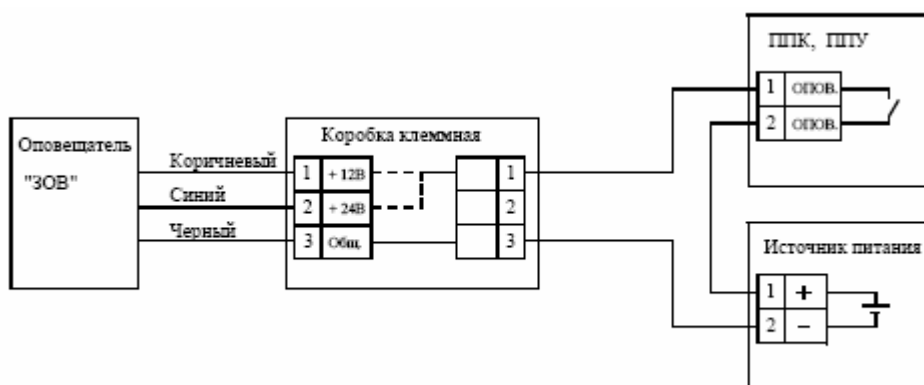 ППК, ППУ
1 ОПОВ.
2 ОПОВ.
Оповещатель
"ЗОВ"
Коричневый
Синий
Черный
Коробка клеммная
1 + 12В
2 + 24В
3 Общ.
1
2
3
Источник питания
1 +
2 −